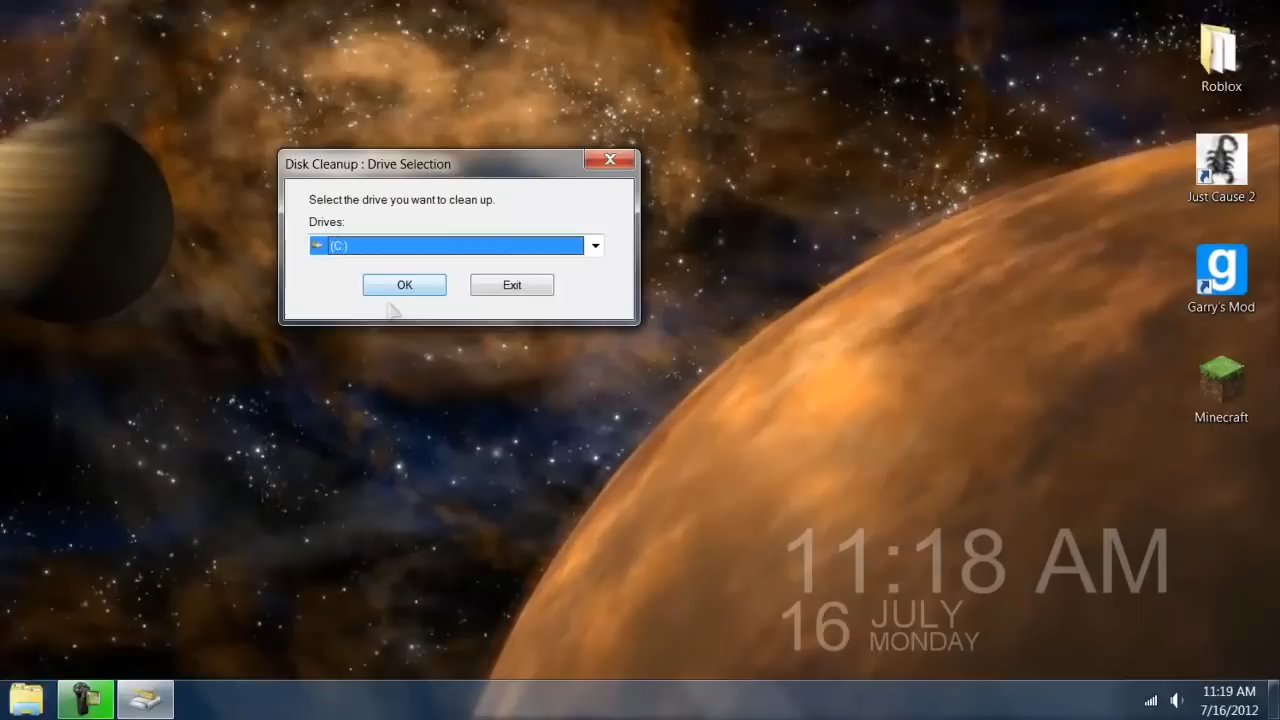 Disk Cleanup : Drive Selection
Select the drive you want to clean up.
Drives:
(C:)
OK
Exit
Roblox
Just Cause 2
g
Garry's Mod
Minecraft
11:18 AM
16 JULY
MONDAY
11:19 AM
7/16/2012